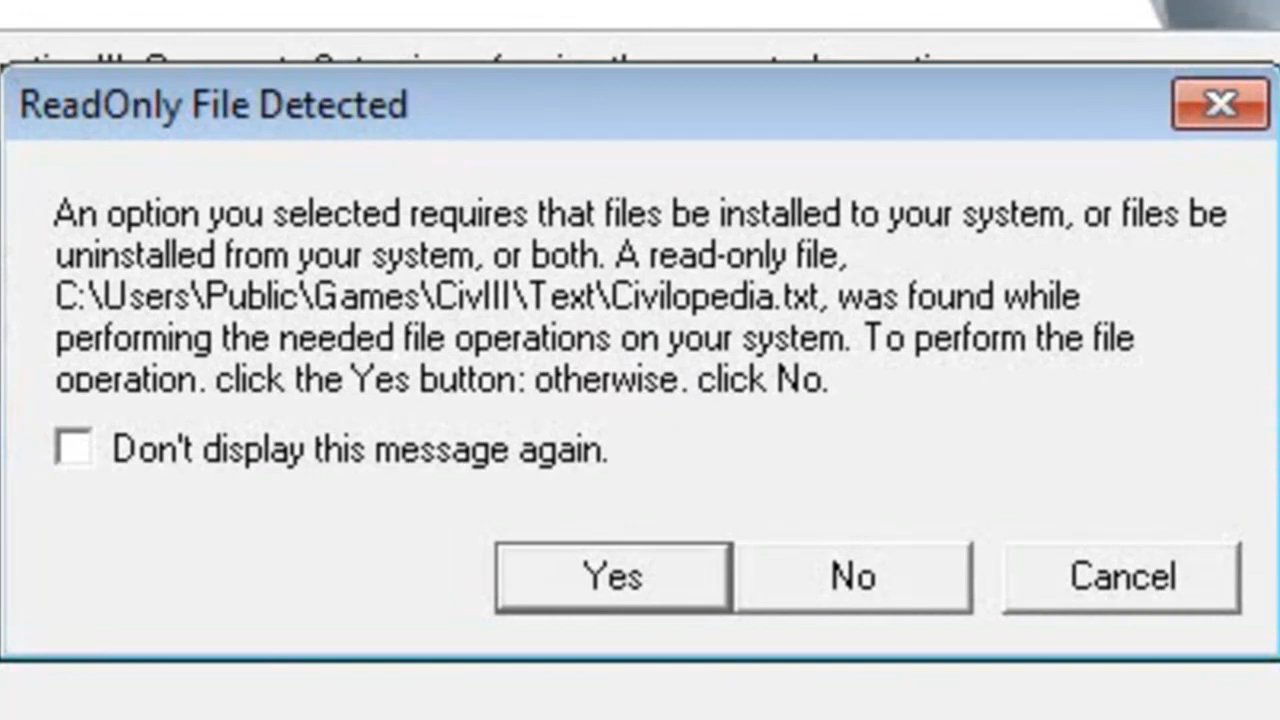 ReadOnly File Detected
An option you selected requires that files be installed to your system, or files be
uninstalled from your system, or both. A read-only file,
C:\Users\Public\Games\CivIII\Text\Civilopedia.txt, was found while
performing the needed file operations on your system. To perform the file
operation, click the Yes button; otherwise, click No.
Don't display this message again.
Yes
No
Cancel